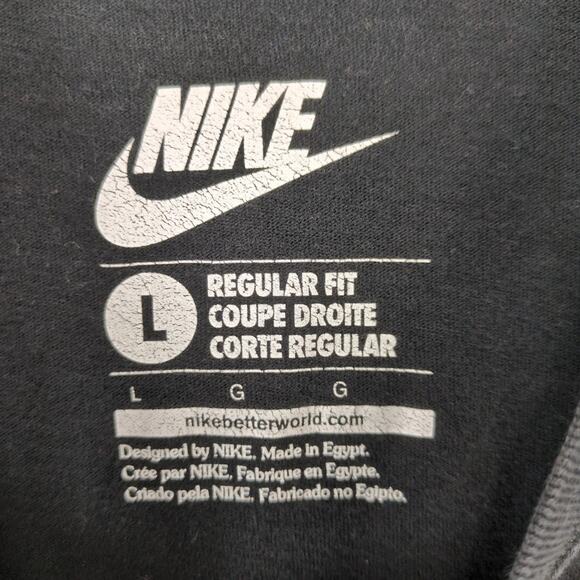 NIKE
L
REGULAR FIT
COUPE DROITE
CORTE REGULAR
L G G
nikebetterworld.com
Designed by NIKE. Made in Egypt.
Crée par NIKE. Fabrique en Egypte.
Criado pela NIKE. Fabricado no Egipto.